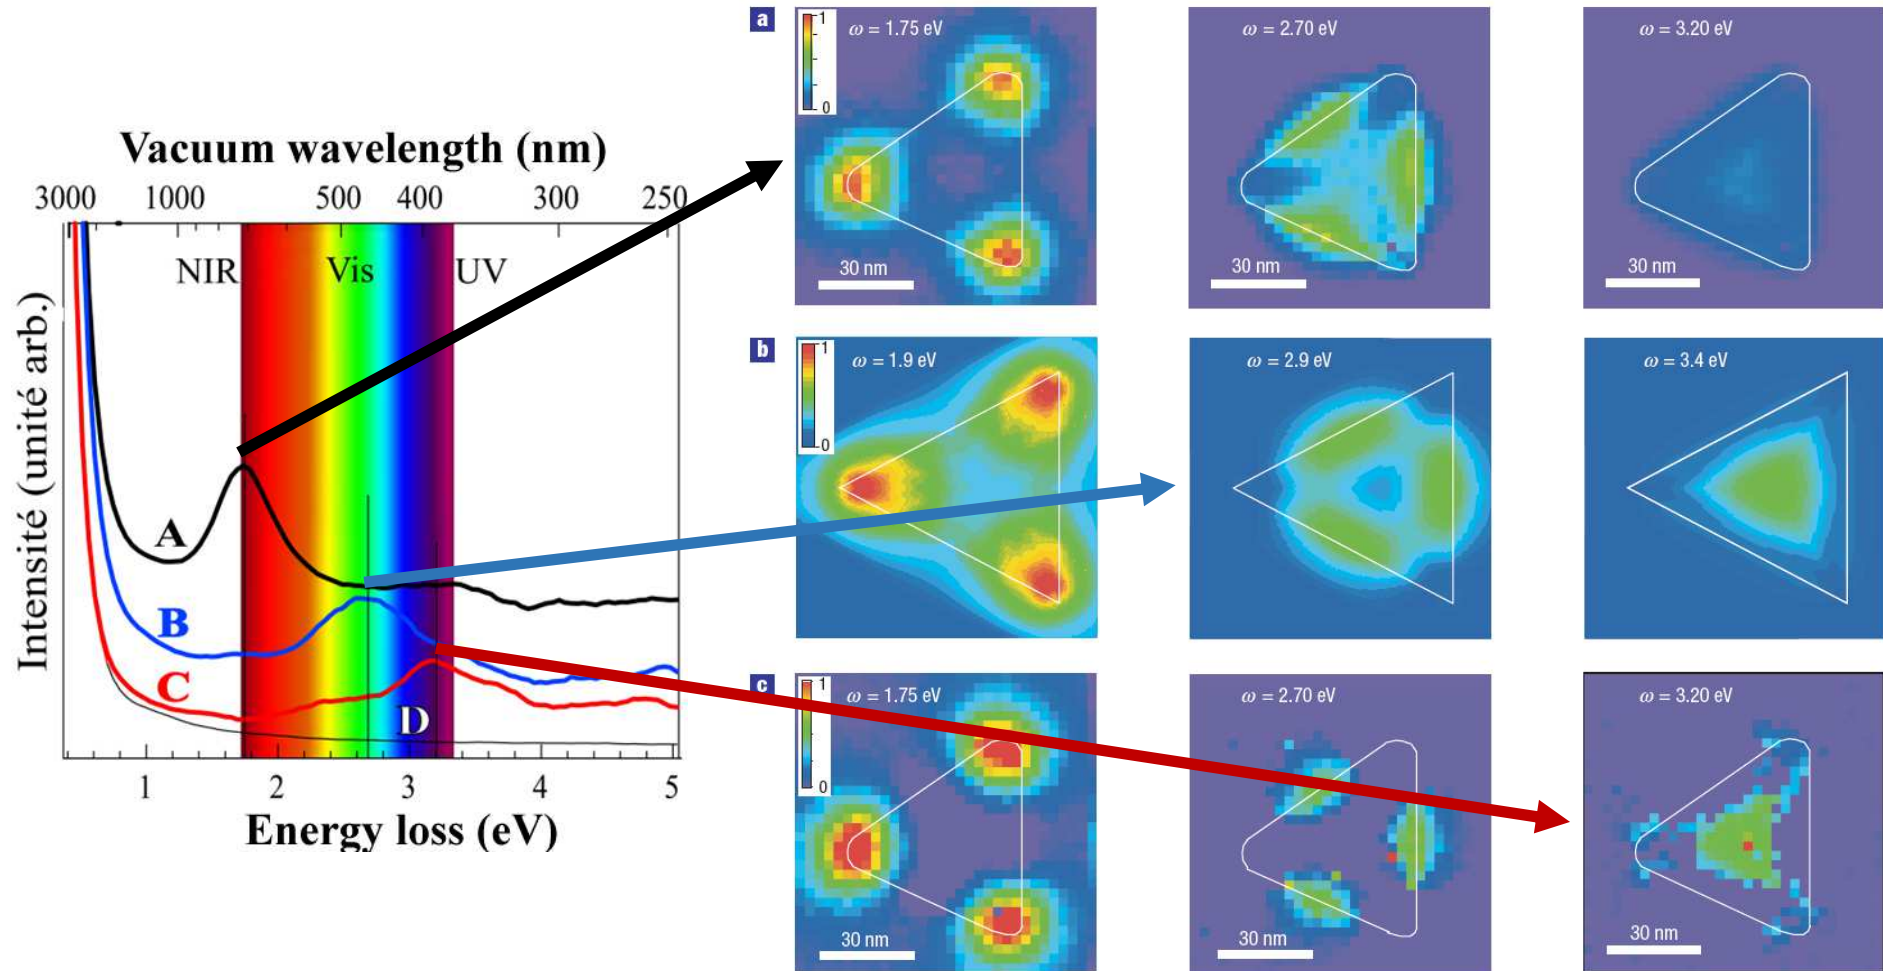 Vacuum wavelength (nm)
3000 1000 500 400 300 250
NIR Vis UV
A
B
C
D
Intensité (unité arb.)
1 2 3 4 5
Energy loss (eV)
a
1
0
ω = 1.75 eV
30 nm
ω = 2.70 eV
30 nm
ω = 3.20 eV
30 nm
b
1
0
ω = 1.9 eV
ω = 2.9 eV
ω = 3.4 eV
c
1
0
ω = 1.75 eV
30 nm
ω = 2.70 eV
30 nm
ω = 3.20 eV
30 nm